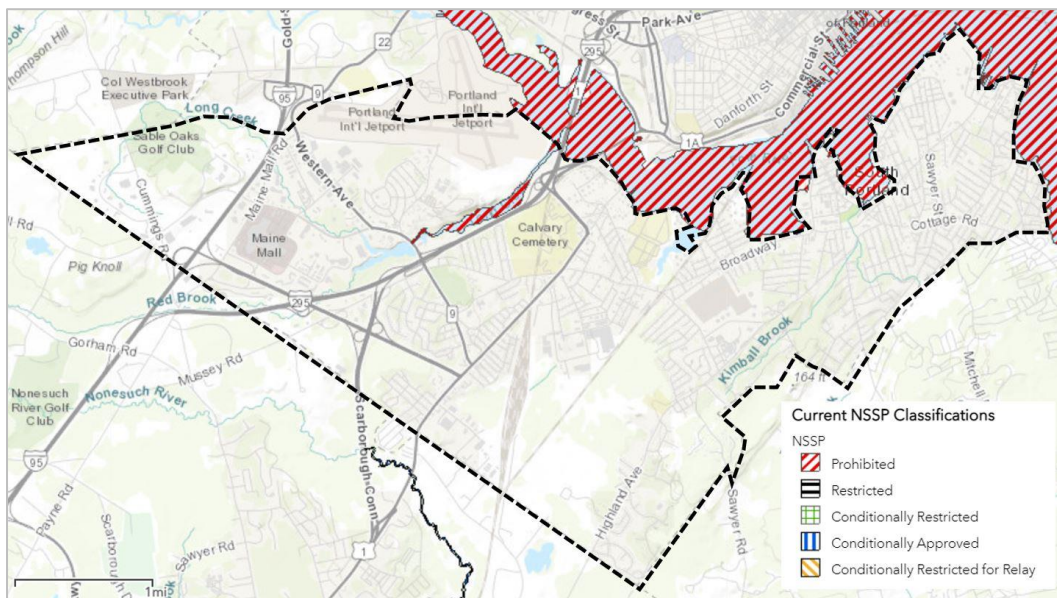 Thompson Hill
Gold-S
22
Park-Ave
295
1
Col Westbrook
Executive Park
95
9
Portland
Int'l Jetport
Portland
Int'l
Jetport
Long Creek
Sable Oaks
Golf Club
Danforth St
Commercial-St
1A
Western-Ave
Maine Mall Rd
South
Portland
Sawyer-St
Cummings R
Maine
Mall
Calvary
Cemetery
Cottage Rd
Broadway
Pig Knoll
Red Brook
295
9
Gorham Rd
Mussey Rd
Kimball Brook
164 ft
Mitchell
Nonesuch
River Golf-
Club
Nonesuch River
Scarborough-Conn
95
Highland Ave
Payne Rd
Sawyer Rd
Sawyer
Rd
1
1mi
Current NSSP Classifications
NSSP
Prohibited
Restricted
Conditionally Restricted
Conditionally Approved
Conditionally Restricted for Relay